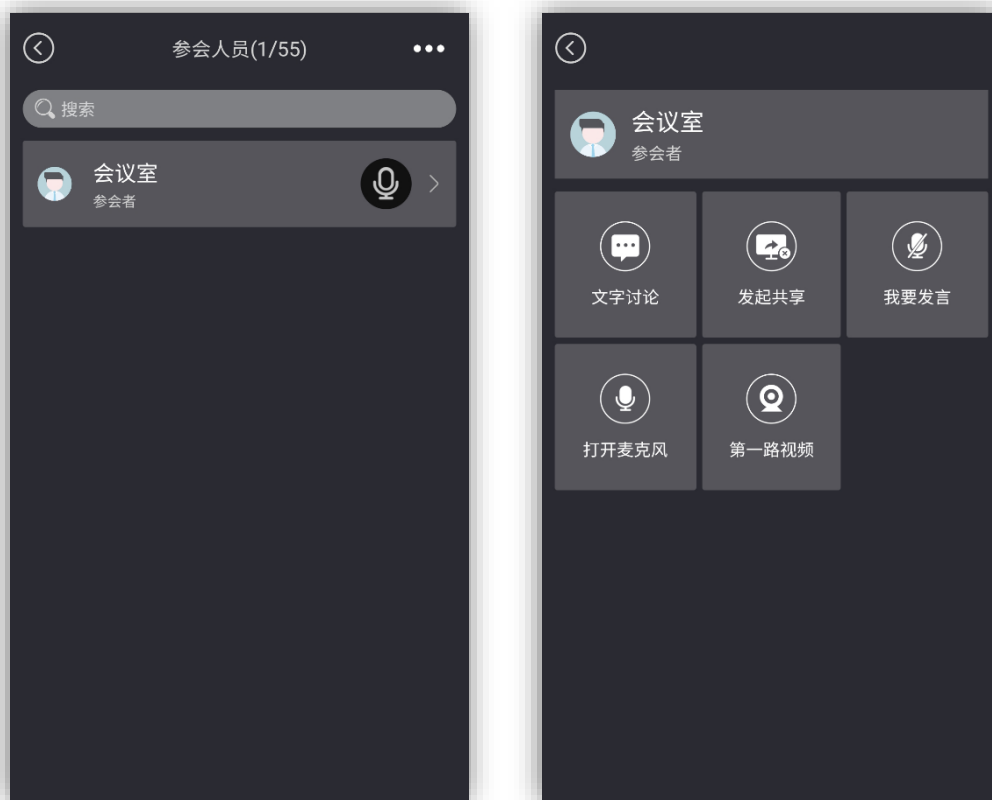 参会人员(1/55)
搜索
会议室
参会者
会议室
参会者
文字讨论
发起共享
我要发言
打开麦克风
第一路视频